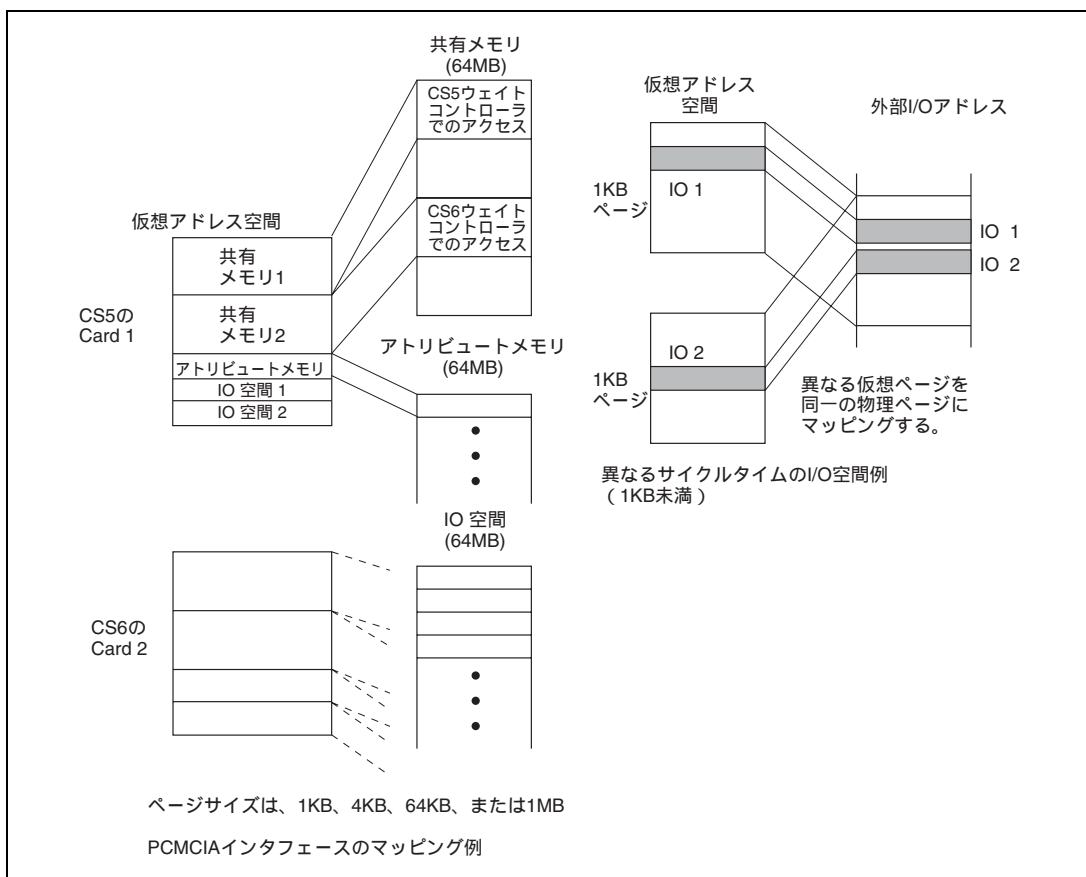 共有メモリ
(64MB)
CS5ウェイト
コントローラ
でのアクセス
CS6ウェイト
コントローラ
でのアクセス
仮想アドレス空間
共有
メモリ1
共有
メモリ2
アトリビュートメモリ
IO 空間 1
IO 空間 2
CS5の
Card 1
アトリビュートメモリ
(64MB)
IO 空間
(64MB)
CS6の
Card 2
ページサイズは、1KB、4KB、64KB、または1MB
PCMCIAインタフェースのマッピング例
仮想アドレス
空間
外部I/Oアドレス
1KB
ページ
IO 1
IO 1
IO 2
1KB
ページ
IO 2
異なる仮想ページを
同一の物理ページに
マッピングする。
異なるサイクルタイムのI/O空間例
（1KB未満）